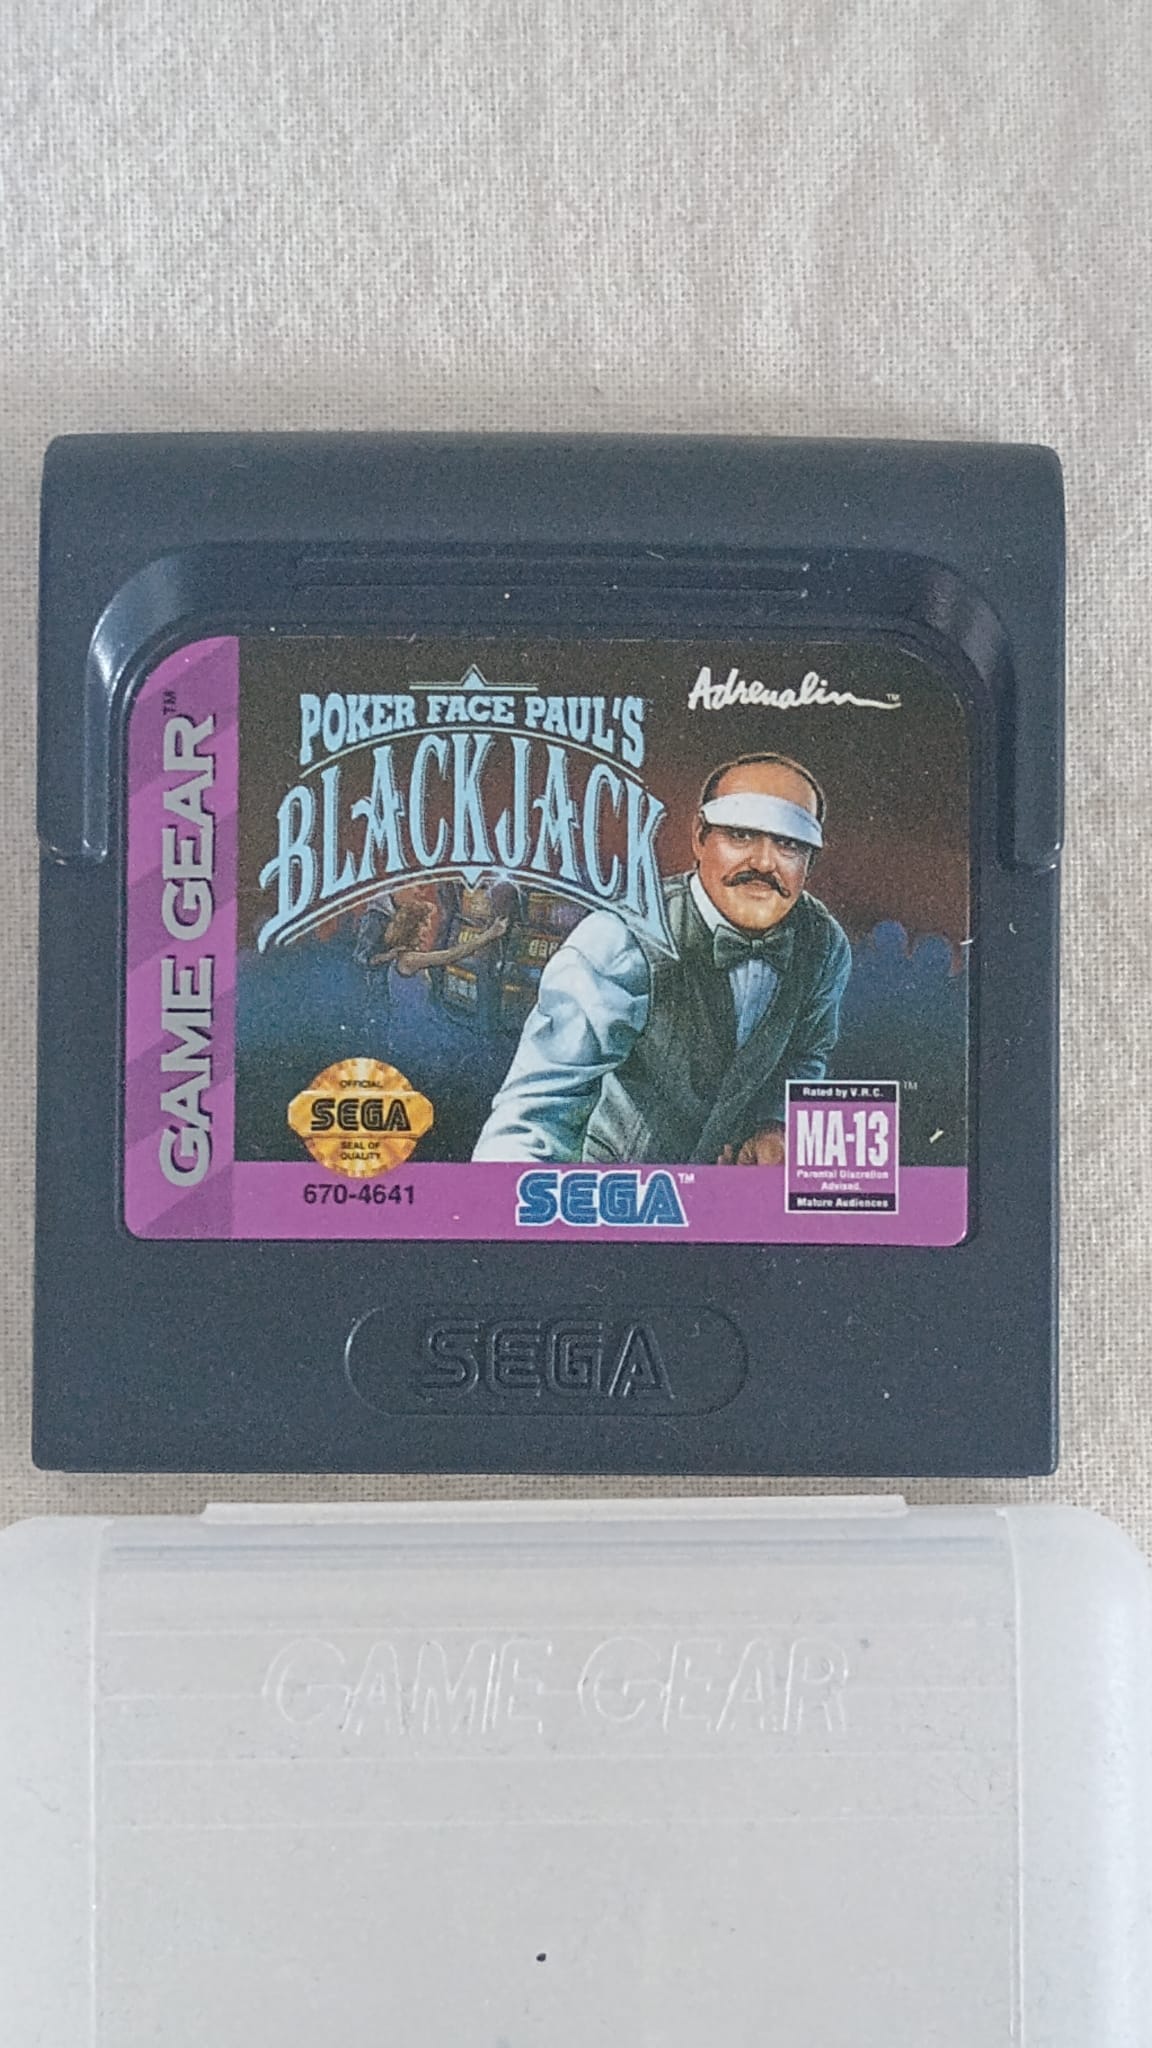 GAME GEAR™
POKER FACE PAUL'S
BLACKJACK
Adrenalin™
OFFICIAL
SEGA
SEAL OF
QUALITY
670-4641
SEGA™
Rated by V.R.C.™
MA-13
Parental Discretion
Advised.
Mature Audiences
SEGA
GAME GEAR